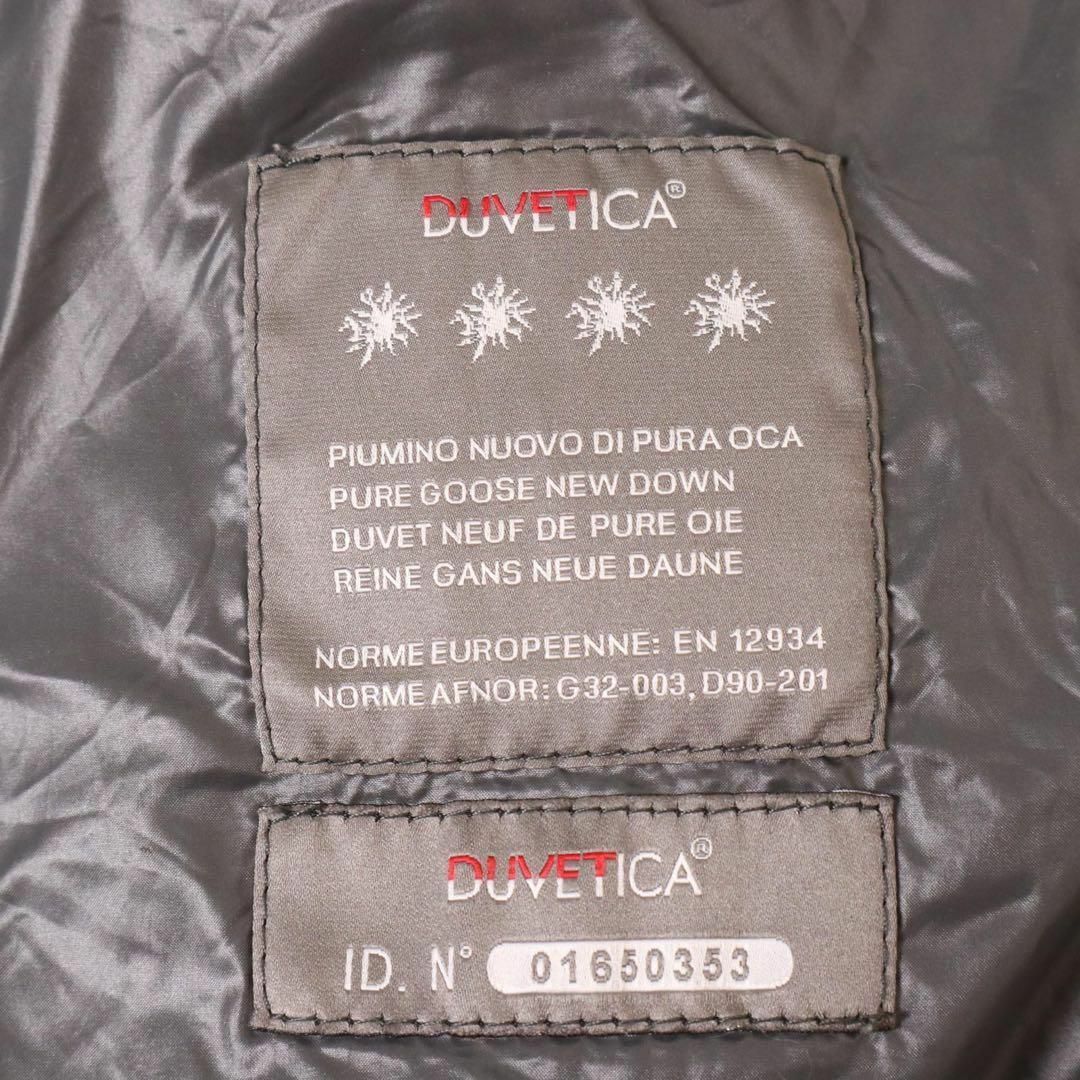 DUVETICA®
PIUMINO NUOVO DI PURA OCA
PURE GOOSE NEW DOWN
DUVET NEUF DE PURE OIE
REINE GANS NEUE DAUNE
NORME EUROPEENNE: EN 12934
NORME AFNOR: G32-003, D90-201
DUVETICA®
ID. N° 01650353